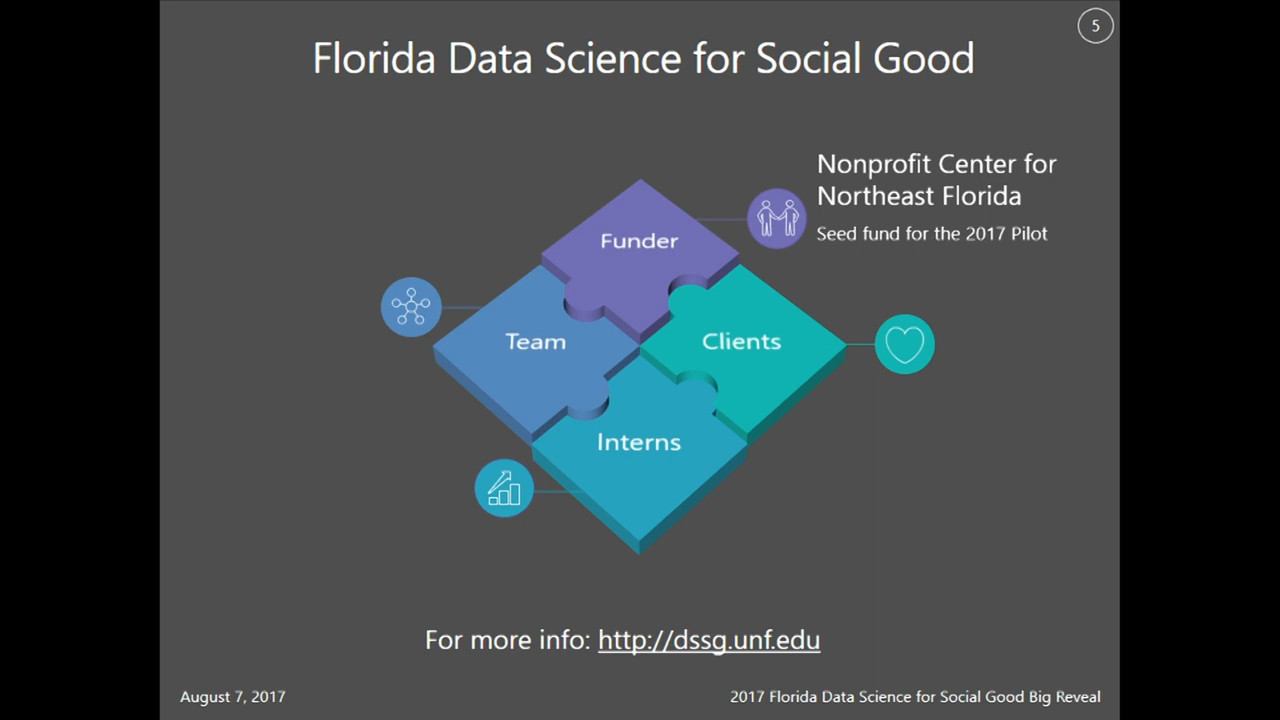 5
Florida Data Science for Social Good
Nonprofit Center for
Northeast Florida
Seed fund for the 2017 Pilot
Funder
Team
Clients
Interns
For more info: http://dssg.unf.edu
August 7, 2017
2017 Florida Data Science for Social Good Big Reveal